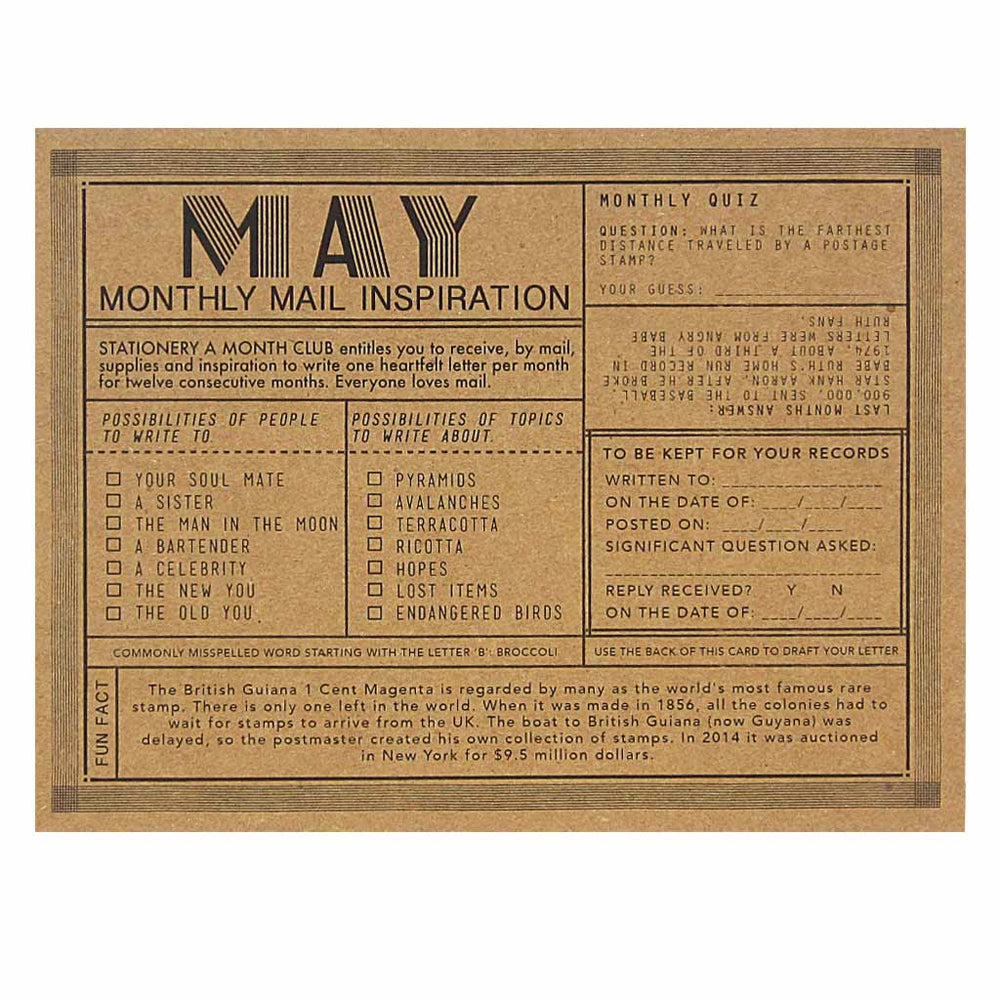 MAY
MONTHLY MAIL INSPIRATION
STATIONERY A MONTH CLUB entitles you to receive, by mail,
supplies and inspiration to write one heartfelt letter per month
for twelve consecutive months. Everyone loves mail.
POSSIBILITIES OF PEOPLE
TO WRITE TO.
YOUR SOUL MATE
A SISTER
THE MAN IN THE MOON
A BARTENDER
A CELEBRITY
THE NEW YOU
THE OLD YOU
POSSIBILITIES OF TOPICS
TO WRITE ABOUT.
PYRAMIDS
AVALANCHES
TERRACOTTA
RICOTTA
HOPES
LOST ITEMS
ENDANGERED BIRDS
MONTHLY QUIZ
QUESTION: WHAT IS THE FARTHEST
DISTANCE TRAVELED BY A POSTAGE
STAMP?
YOUR GUESS:
LAST MONTHS ANSWER:
900,000, SENT TO THE BASEBALL
STAR HANK AARON, AFTER HE BROKE
BABE RUTH'S HOME RUN RECORD IN
1974. ABOUT A THIRD OF THE
LETTERS WERE FROM ANGRY BABE
RUTH FANS.
TO BE KEPT FOR YOUR RECORDS
WRITTEN TO:
ON THE DATE OF: ____/____/____
POSTED ON: ____/____/____
SIGNIFICANT QUESTION ASKED:
REPLY RECEIVED? Y N
ON THE DATE OF: ____/____/____
COMMONLY MISSPELLED WORD STARTING WITH THE LETTER 'B': BROCCOLI
USE THE BACK OF THIS CARD TO DRAFT YOUR LETTER
FUN FACT
The British Guiana 1 Cent Magenta is regarded by many as the world's most famous rare
stamp. There is only one left in the world. When it was made in 1856, all the colonies had to
wait for stamps to arrive from the UK. The boat to British Guiana (now Guyana) was
delayed, so the postmaster created his own collection of stamps. In 2014 it was auctioned
in New York for $9.5 million dollars.